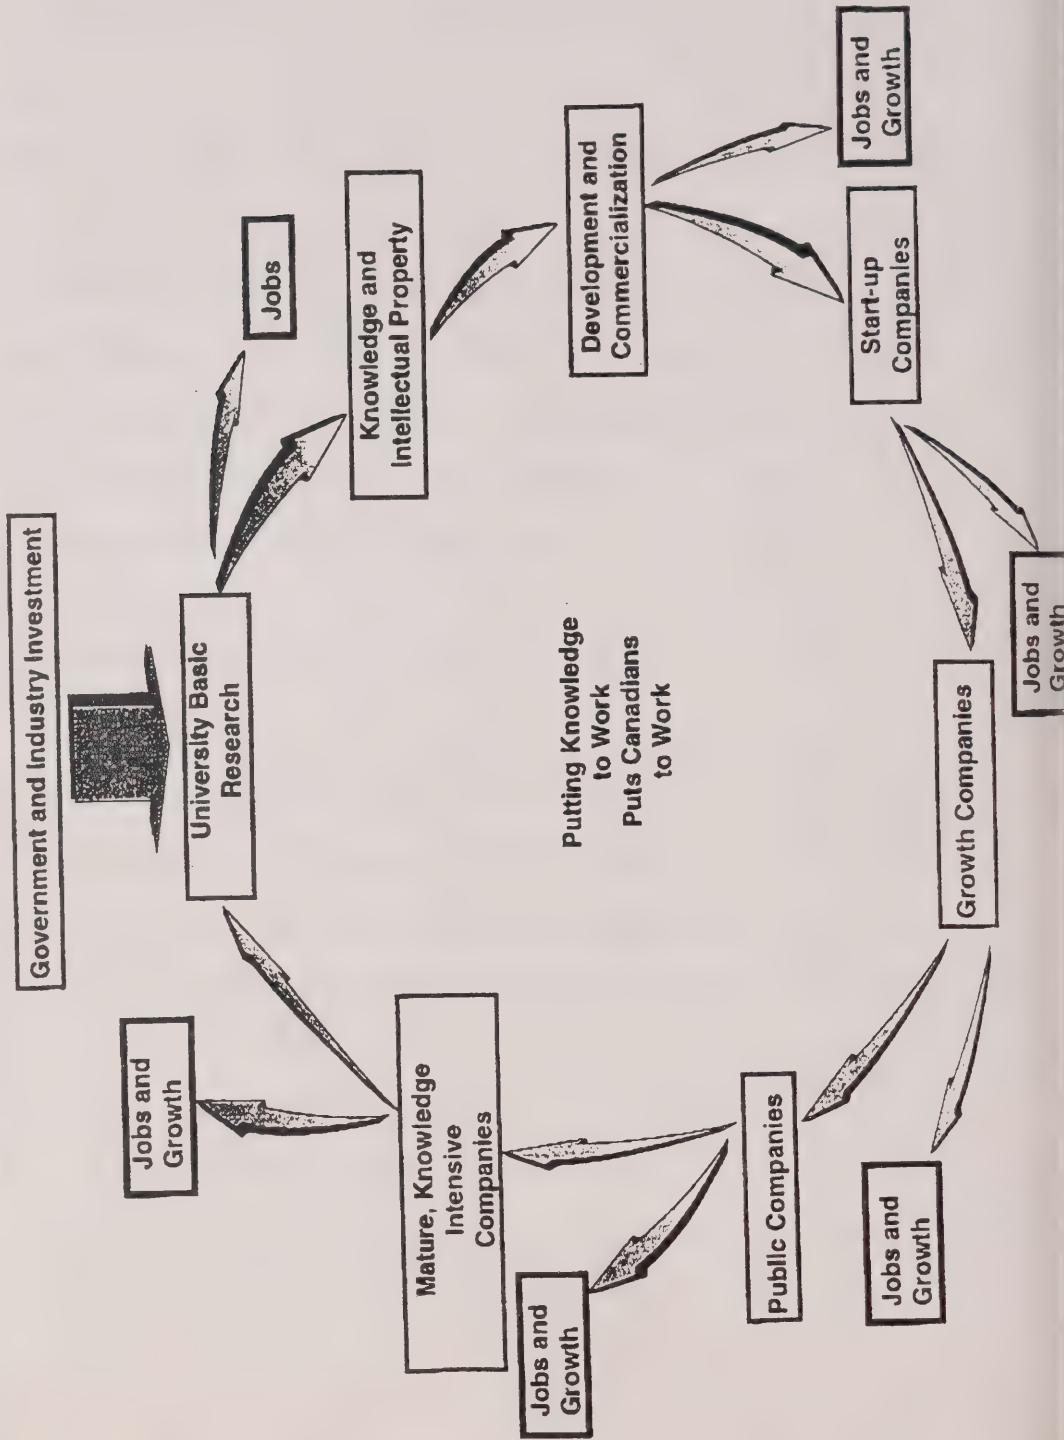 Government and Industry Investment
University Basic
Research
Jobs
Knowledge and
Intellectual Property
Development and
Commercialization
Jobs and
Growth
Start-up
Companies
Jobs and
Growth
Growth Companies
Jobs and
Growth
Public Companies
Jobs and
Growth
Mature, Knowledge
Intensive
Companies
Jobs and
Growth
Putting Knowledge
to Work
Puts Canadians
to Work